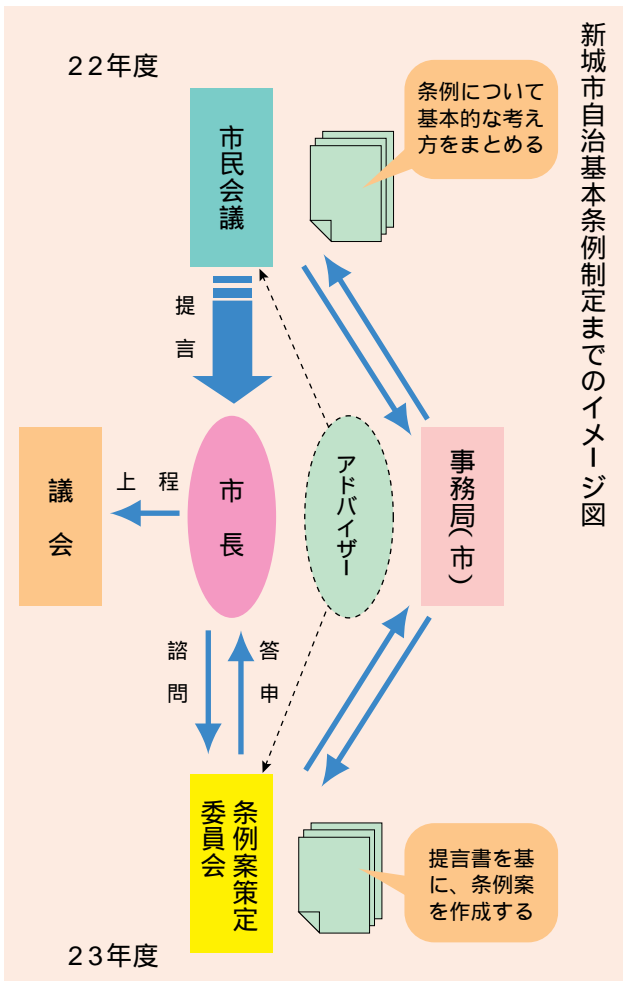 新城市自治基本条例制定までのイメージ図
22年度
市民会議
条例について
基本的な考え
方をまとめる
提言
議会
上程
市長
アドバイザー
事務局(市)
諮問
答申
条例案策定
委員会
提言書を基
に、条例案
を作成する
23年度